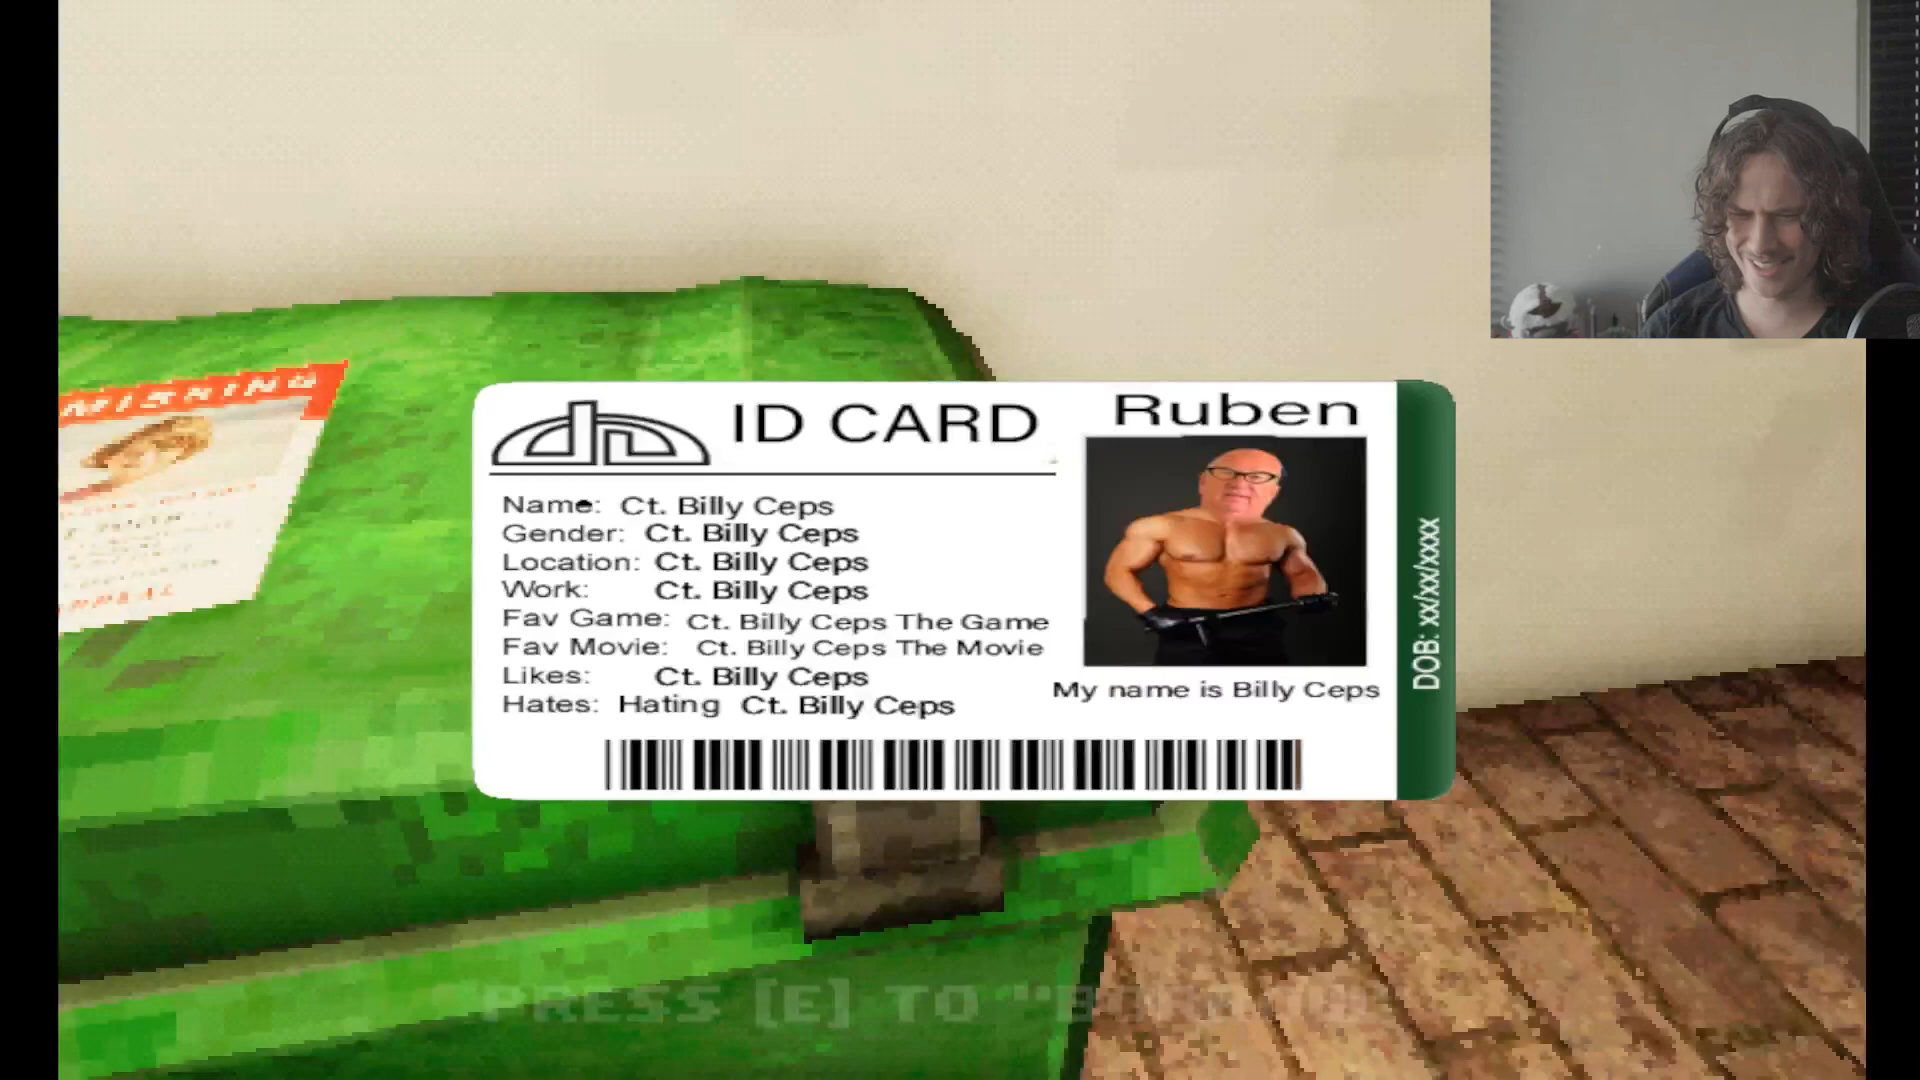 MISSING
APPEAL
ID CARD
Ruben
Name: Ct. Billy Ceps
Gender: Ct. Billy Ceps
Location: Ct. Billy Ceps
Work: Ct. Billy Ceps
Fav Game: Ct. Billy Ceps The Game
Fav Movie: Ct. Billy Ceps The Movie
Likes: Ct. Billy Ceps
Hates: Hating Ct. Billy Ceps
My name is Billy Ceps
DOB: xx/xx/xxxx
PRESS [E] TO